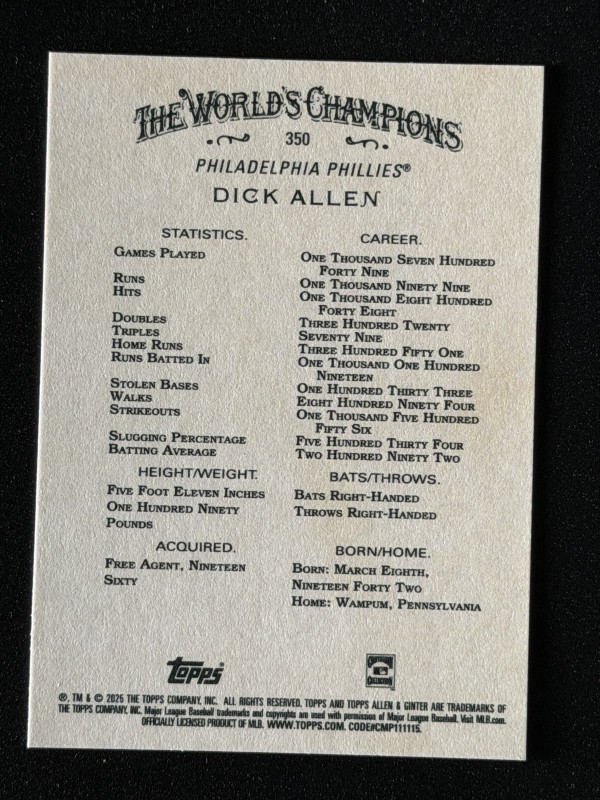 THE WORLD'S CHAMPIONS
350
PHILADELPHIA PHILLIES®
DICK ALLEN
STATISTICS. CAREER.
GAMES PLAYED ONE THOUSAND SEVEN HUNDRED
FORTY NINE
RUNS ONE THOUSAND NINETY NINE
HITS ONE THOUSAND EIGHT HUNDRED
FORTY EIGHT
DOUBLES THREE HUNDRED TWENTY
TRIPLES SEVENTY NINE
HOME RUNS THREE HUNDRED FIFTY ONE
RUNS BATTED IN ONE THOUSAND ONE HUNDRED
NINETEEN
STOLEN BASES ONE HUNDRED THIRTY THREE
WALKS EIGHT HUNDRED NINETY FOUR
STRIKEOUTS ONE THOUSAND FIVE HUNDRED
FIFTY SIX
SLUGGING PERCENTAGE FIVE HUNDRED THIRTY FOUR
BATTING AVERAGE TWO HUNDRED NINETY TWO
HEIGHT/WEIGHT. BATS/THROWS.
FIVE FOOT ELEVEN INCHES BATS RIGHT-HANDED
ONE HUNDRED NINETY THROWS RIGHT-HANDED
POUNDS
ACQUIRED. BORN/HOME.
FREE AGENT, NINETEEN BORN: MARCH EIGHTH,
SIXTY NINETEEN FORTY TWO
HOME: WAMPUM, PENNSYLVANIA
topps
®, TM & © 2025 THE TOPPS COMPANY, INC. ALL RIGHTS RESERVED. TOPPS AND TOPPS ALLEN & GINTER ARE TRADEMARKS OF
THE TOPPS COMPANY, INC. Major League Baseball trademarks and copyrights are used with permission of Major League Baseball. Visit MLB.com.
OFFICIALLY LICENSED PRODUCT OF MLB. WWW.TOPPS.COM. CODE#CMP111115.